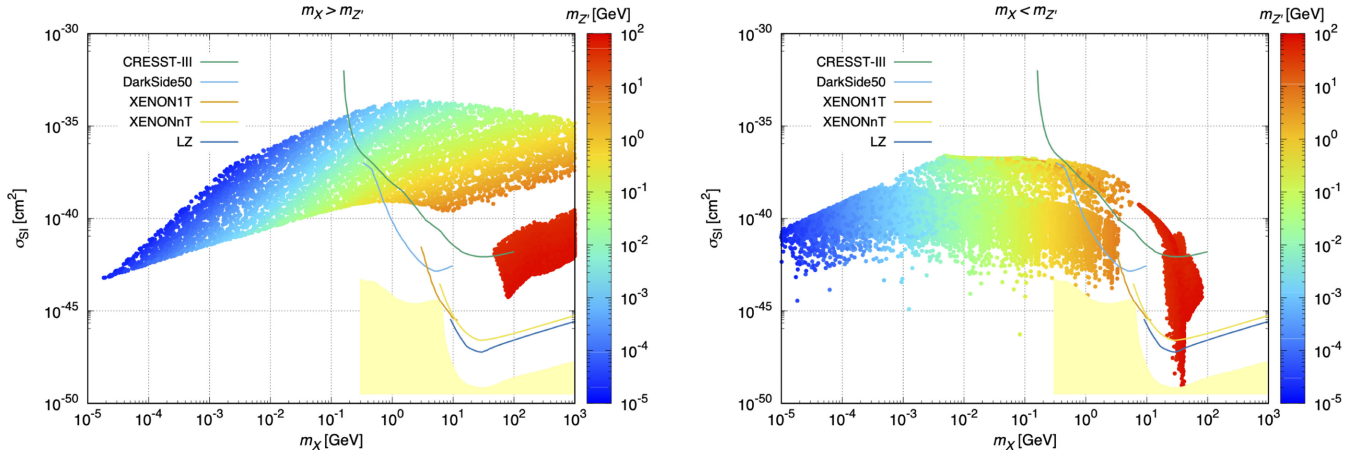 m_X > m_Z'
m_Z' [GeV]
10^-30
10^-35
10^-40
10^-45
10^-50
σ_SI [cm^2]
CRESST-III
DarkSide50
XENON1T
XENONnT
LZ
10^-5 10^-4 10^-3 10^-2 10^-1 10^0 10^1 10^2 10^3
m_X [GeV]
10^2
10^1
10^0
10^-1
10^-2
10^-3
10^-4
10^-5
m_X < m_Z'
m_Z' [GeV]
10^-30
10^-35
10^-40
10^-45
10^-50
σ_SI [cm^2]
CRESST-III
DarkSide50
XENON1T
XENONnT
LZ
10^-5 10^-4 10^-3 10^-2 10^-1 10^0 10^1 10^2 10^3
m_X [GeV]
10^2
10^1
10^0
10^-1
10^-2
10^-3
10^-4
10^-5